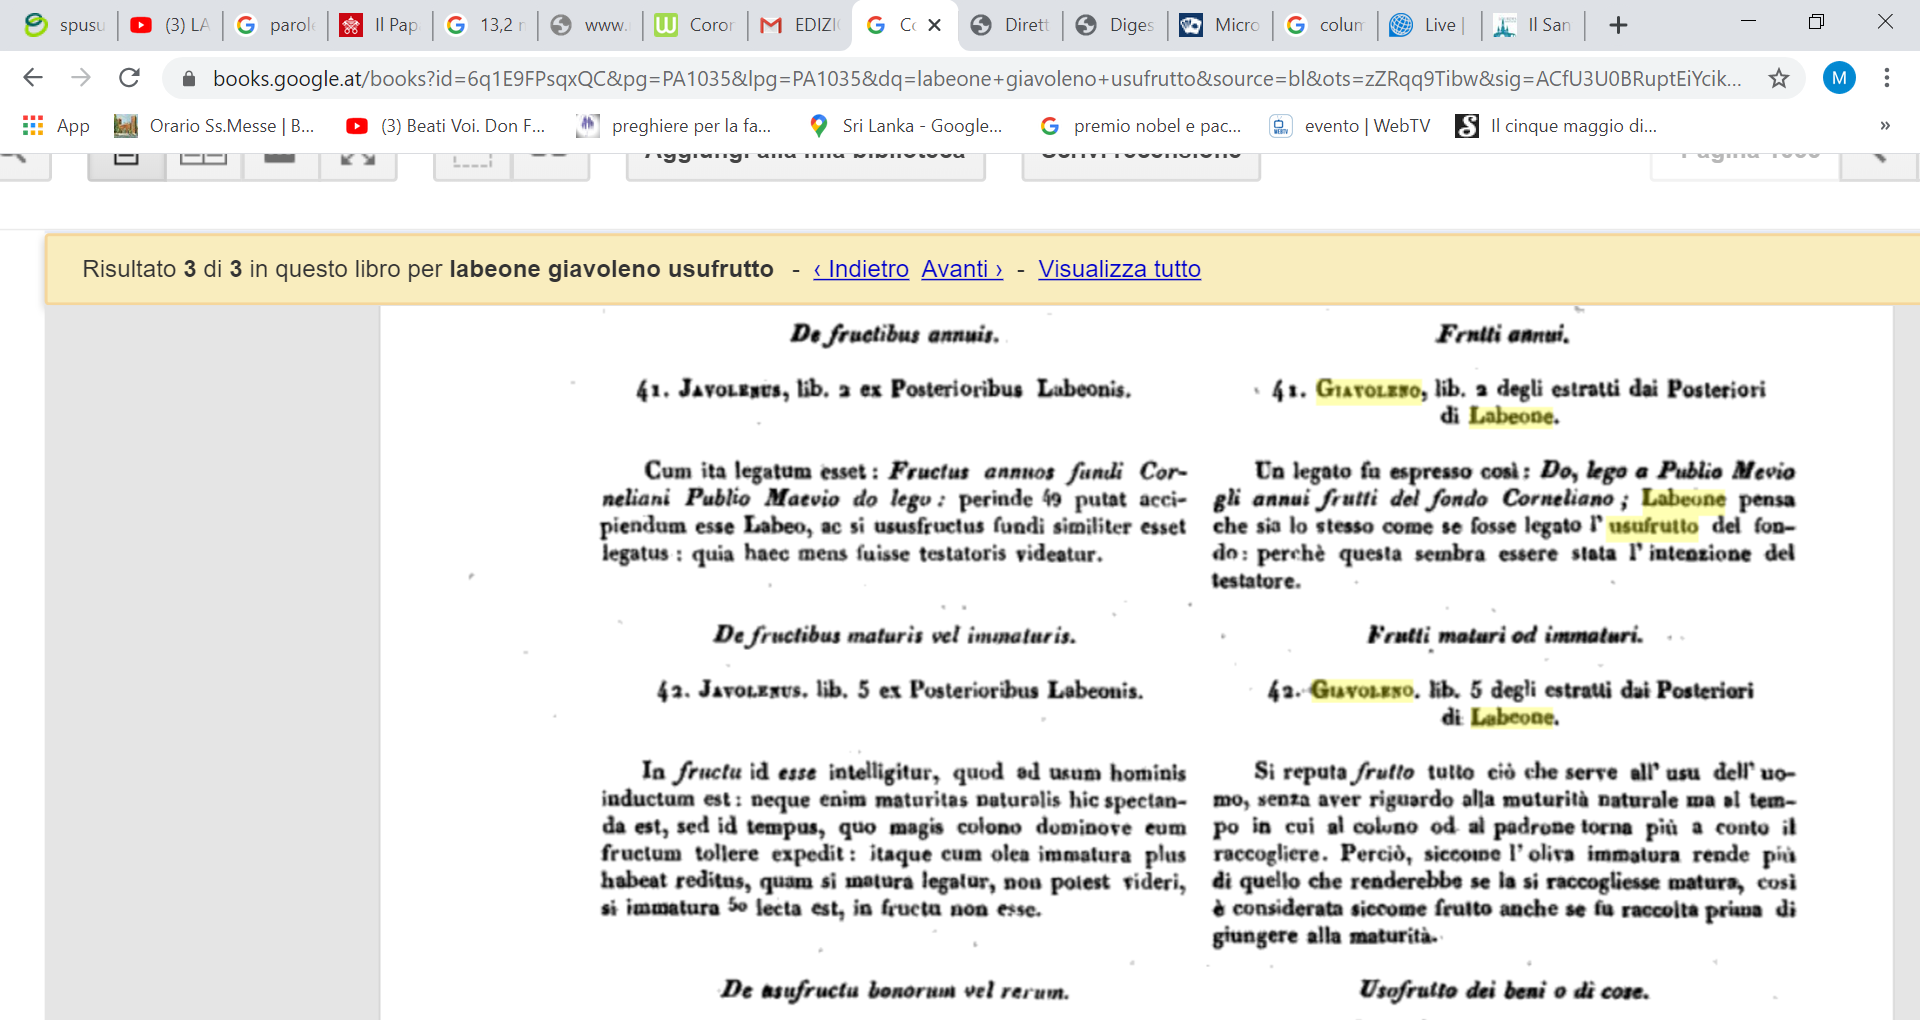 spusu
(3) LA
parol
Il Pap
13,2 r
www.
Coror
EDIZI
Dirett
Diges
Micro
colum
Live |
Il San
books.google.at/books?id=6q1E9FPsqxQC&pg=PA1035&lpg=PA1035&dq=labeone+giavoleno+usufrutto&source=bl&ots=zZRqq9Tibw&sig=ACfU3U0BRuptEiYcik...
M
App
Orario Ss.Messe | B...
(3) Beati Voi. Don F...
preghiere per la fa...
Sri Lanka - Google...
premio nobel e pac...
evento | WebTV
Il cinque maggio di...
»
Aggiungi alla mia biblioteca
Scrivi recensione
Risultato 3 di 3 in questo libro per labeone giavoleno usufrutto - ‹ Indietro Avanti › - Visualizza tutto
De fructibus annuis.
41. JAVOLENUS, lib. 2 ex Posterioribus Labeonis.
Cum ita legatum esset : Fructus annuos fundi Cor-
neliani Publio Maevio do lego : perinde 49 putat acci-
piendum esse Labeo, ac si ususfructus fundi similiter esset
legatus : quia haec mens fuisse testatoris videatur.
De fructibus maturis vel immaturis.
42. JAVOLENUS. lib. 5 ex Posterioribus Labeonis.
In fructu id esse intelligitur, quod ad usum hominis
inductum est : neque enim maturitas naturalis hic spectan-
da est, sed id tempus, quo magis colono dominove eum
fructum tollere expedit : itaque cum olea immatura plus
habeat reditus, quam si matura legatur, non potest videri,
si immatura 50 lecta est, in fructu non esse.
De usufructu bonorum vel rerum.
Frutti annui.
41. GIAVOLENO, lib. 2 degli estratti dai Posteriori
di Labeone.
Un legato fu espresso così : Do, lego a Publio Mevio
gli annui frutti del fondo Corneliano ; Labeone pensa
che sia lo stesso come se fosse legato l' usufrutto del fon-
do : perchè questa sembra essere stata l' intenzione del
testatore.
Frutti maturi od immaturi.
42. GIAVOLENO. lib. 5 degli estratti dai Posteriori
di Labeone.
Si reputa frutto tutto ciò che serve all' uso dell' uo-
mo, senza aver riguardo alla maturità naturale ma al tem-
po in cui al colono od al padrone torna più a conto il
raccogliere. Perciò, siccome l' oliva immatura rende più
di quello che renderebbe se la si raccogliesse matura, così
è considerata siccome frutto anche se fu raccolta prima di
giungere alla maturità.
Usofrutto dei beni o di cose.